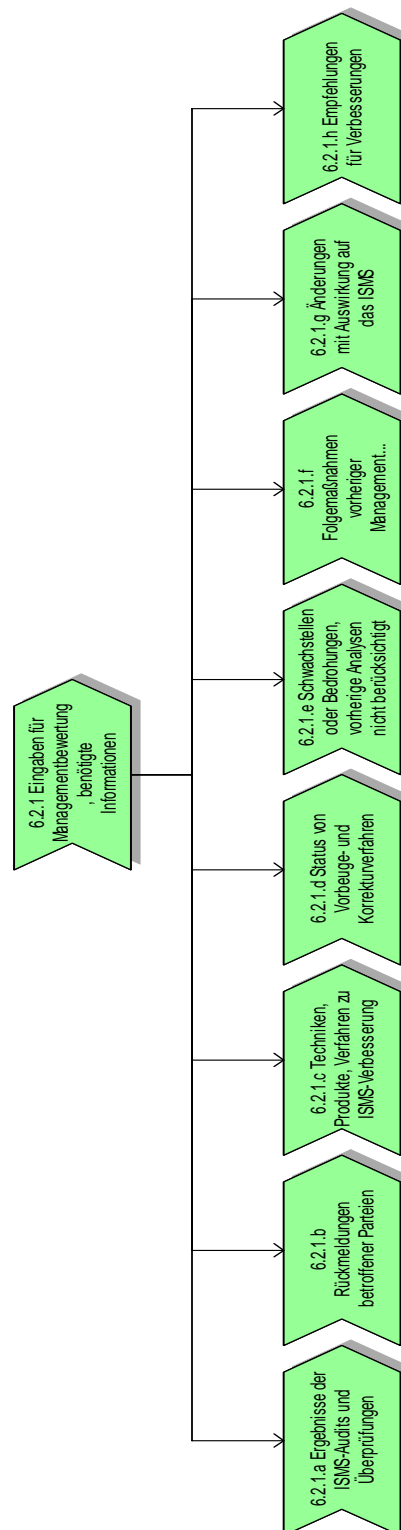 6.2.1 Eingaben für
Managementbewertung
, benötigte
Informationen
6.2.1.a Ergebnisse der
ISMS-Audits und
Überprüfungen
6.2.1.b
Rückmeldungen
betroffener Parteien
6.2.1.c Techniken,
Produkte, Verfahren zu
ISMS-Verbesserung
6.2.1.d Status von
Vorbeuge- und
Korrekturverfahren
6.2.1.e Schwachstellen
oder Bedrohungen,
vorherige Analysen
nicht berücksichtigt
6.2.1.f
Folgemaßnahmen
vorheriger
Management...
6.2.1.g Änderungen
mit Auswirkung auf
das ISMS
6.2.1.h Empfehlungen
für Verbesserungen